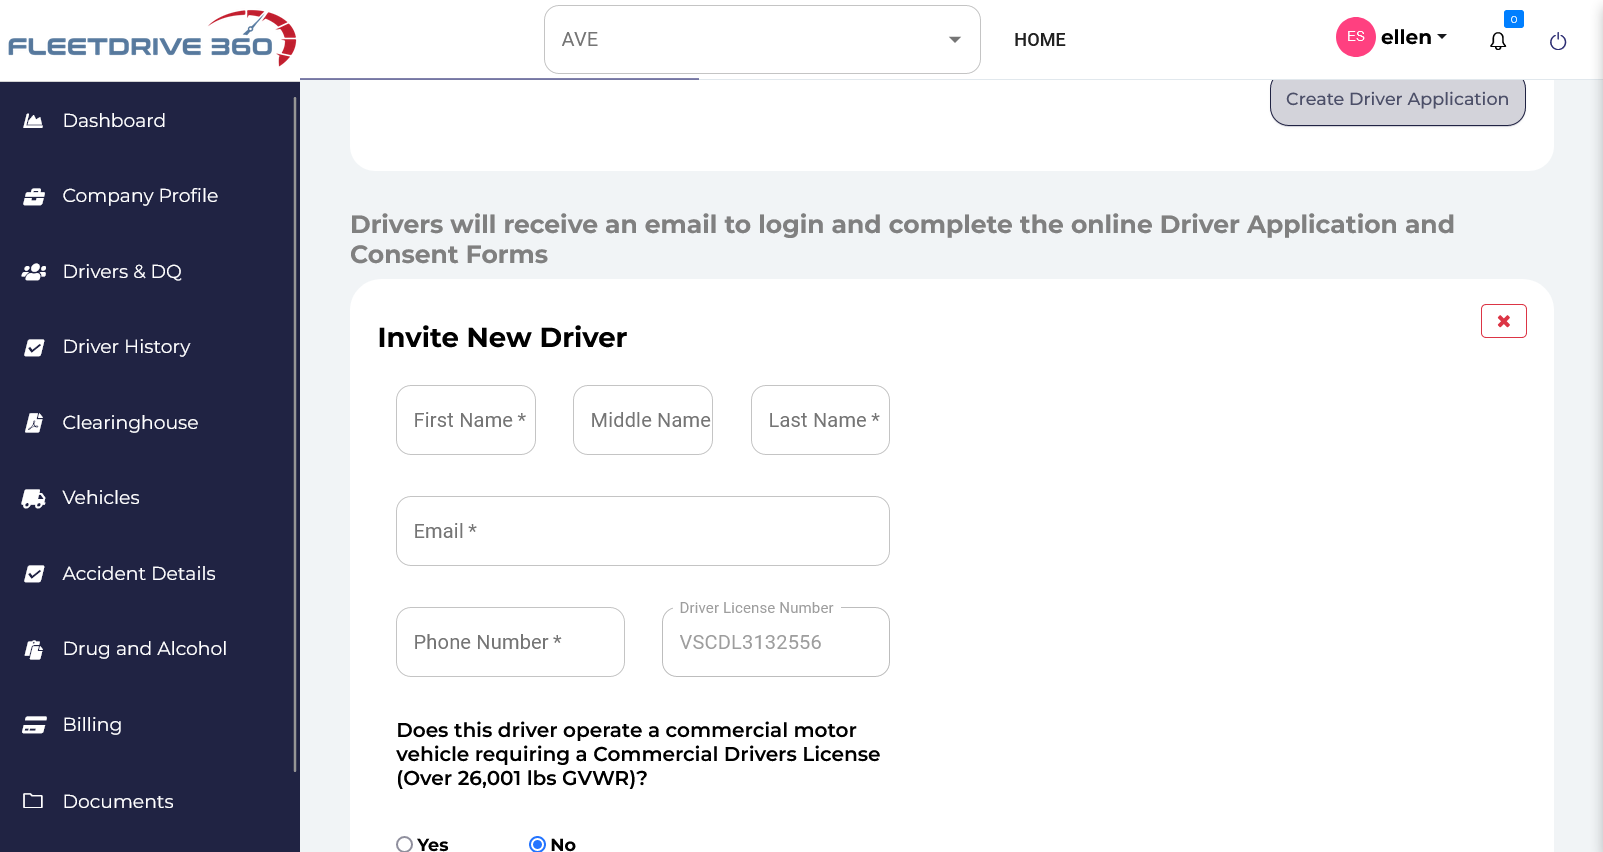 FLEETDRIVE 360
AVE
HOME
ES
ellen
0
Create Driver Application
Dashboard
Company Profile
Drivers & DQ
Driver History
Clearinghouse
Vehicles
Accident Details
Drug and Alcohol
Billing
Documents
Drivers will receive an email to login and complete the online Driver Application and
Consent Forms
Invite New Driver
First Name *
Middle Name
Last Name *
Email *
Phone Number *
Driver License Number
VSCDL3132556
Does this driver operate a commercial motor
vehicle requiring a Commercial Drivers License
(Over 26,001 lbs GVWR)?
Yes
No